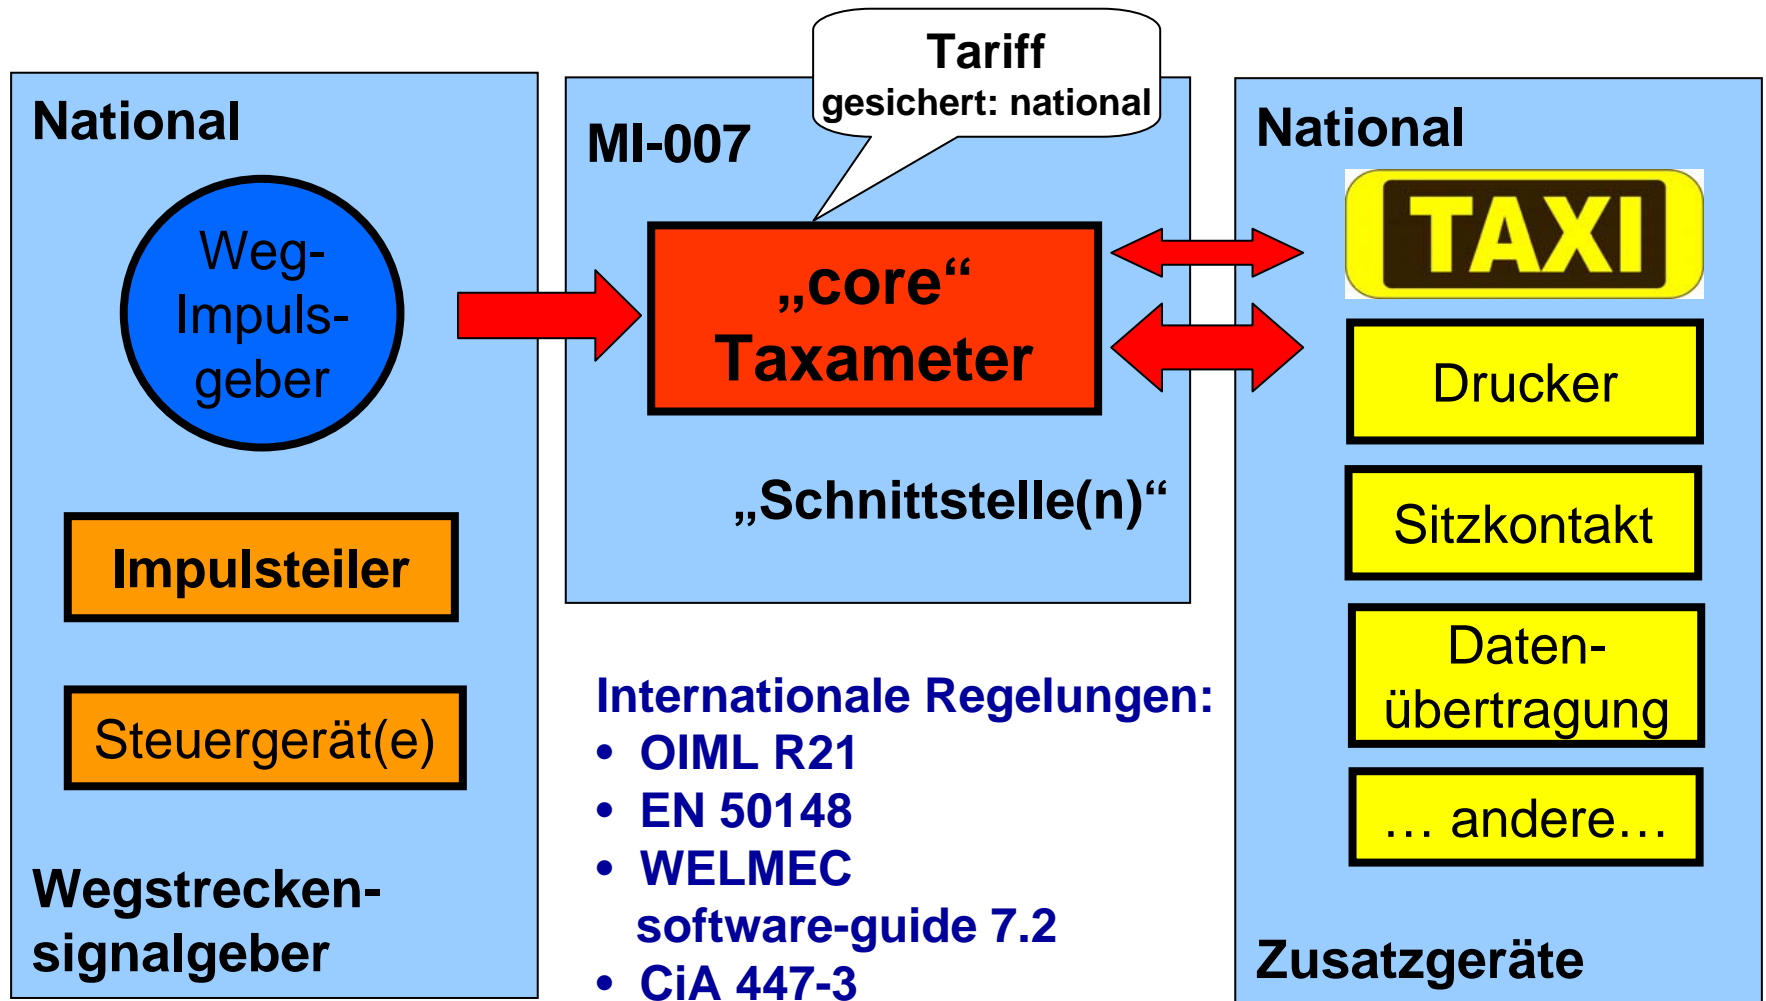 National
Weg-
Impuls-
geber
Impulsteiler
Steuergerät(e)
Wegstrecken-
signalgeber
Tariff
gesichert: national
MI-007
„core“
Taxameter
„Schnittstelle(n)“
Internationale Regelungen:
• OIML R21
• EN 50148
• WELMEC
software-guide 7.2
• CiA 447-3
National
TAXI
Drucker
Sitzkontakt
Daten-
übertragung
… andere…
Zusatzgeräte